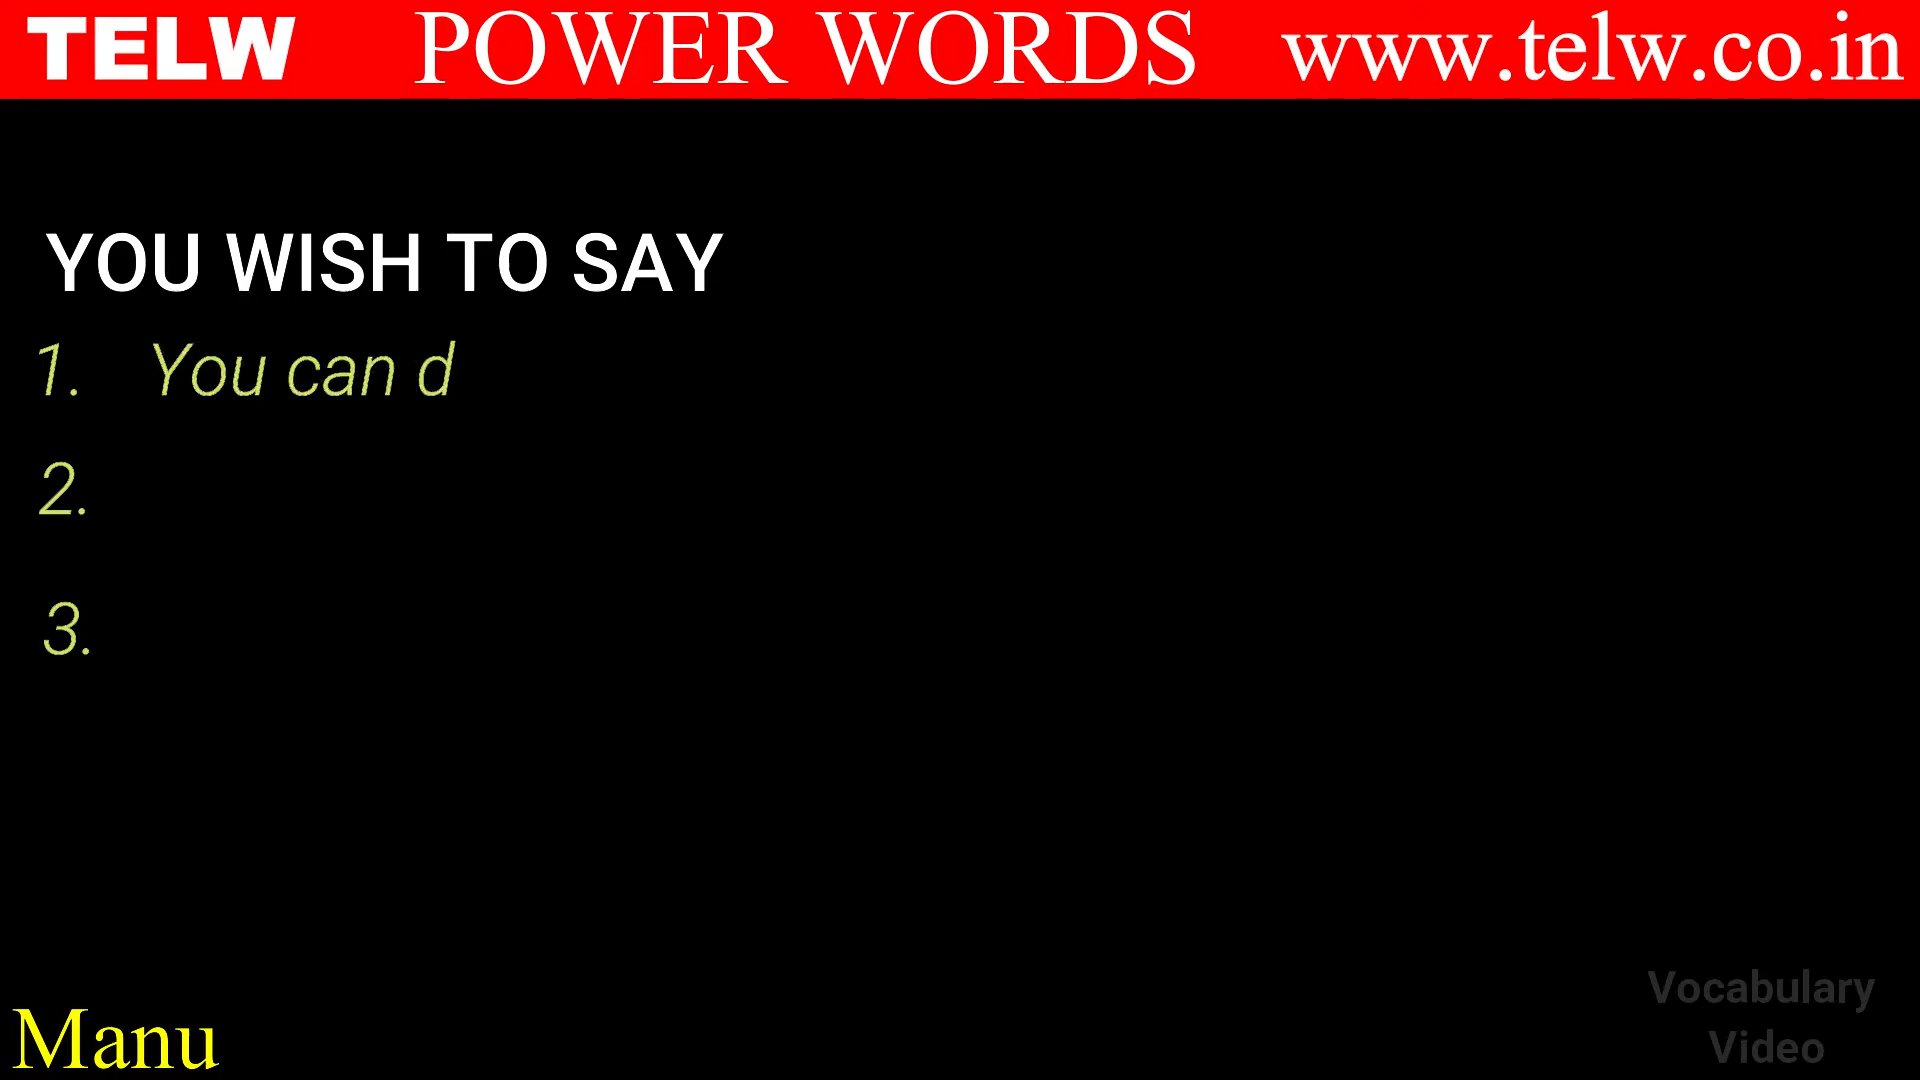 TELW POWER WORDS www.telw.co.in
YOU WISH TO SAY
1. You can d
2.
3.
Manu
Vocabulary
Video